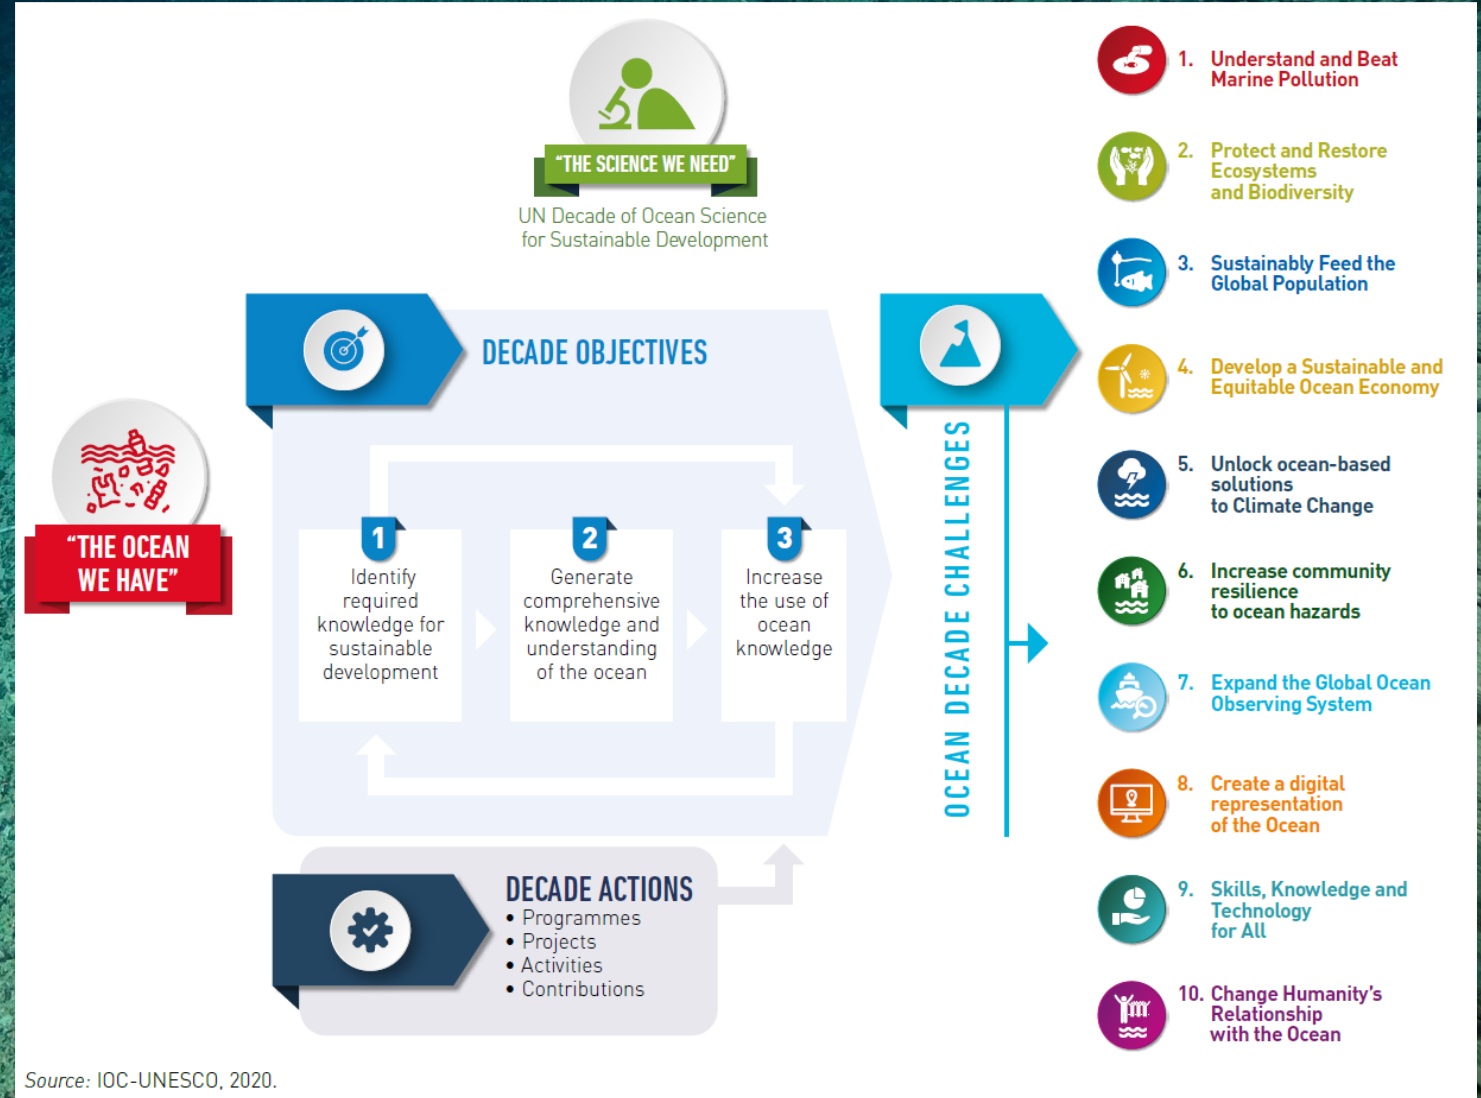 "THE SCIENCE WE NEED"
UN Decade of Ocean Science
for Sustainable Development
"THE OCEAN
WE HAVE"
DECADE OBJECTIVES
1
Identify
required
knowledge for
sustainable
development
2
Generate
comprehensive
knowledge and
understanding
of the ocean
3
Increase
the use of
ocean
knowledge
DECADE ACTIONS
• Programmes
• Projects
• Activities
• Contributions
OCEAN DECADE CHALLENGES
1. Understand and Beat
Marine Pollution
2. Protect and Restore
Ecosystems
and Biodiversity
3. Sustainably Feed the
Global Population
4. Develop a Sustainable and
Equitable Ocean Economy
5. Unlock ocean-based
solutions
to Climate Change
6. Increase community
resilience
to ocean hazards
7. Expand the Global Ocean
Observing System
8. Create a digital
representation
of the Ocean
9. Skills, Knowledge and
Technology
for All
10. Change Humanity's
Relationship
with the Ocean
Source: IOC-UNESCO, 2020.